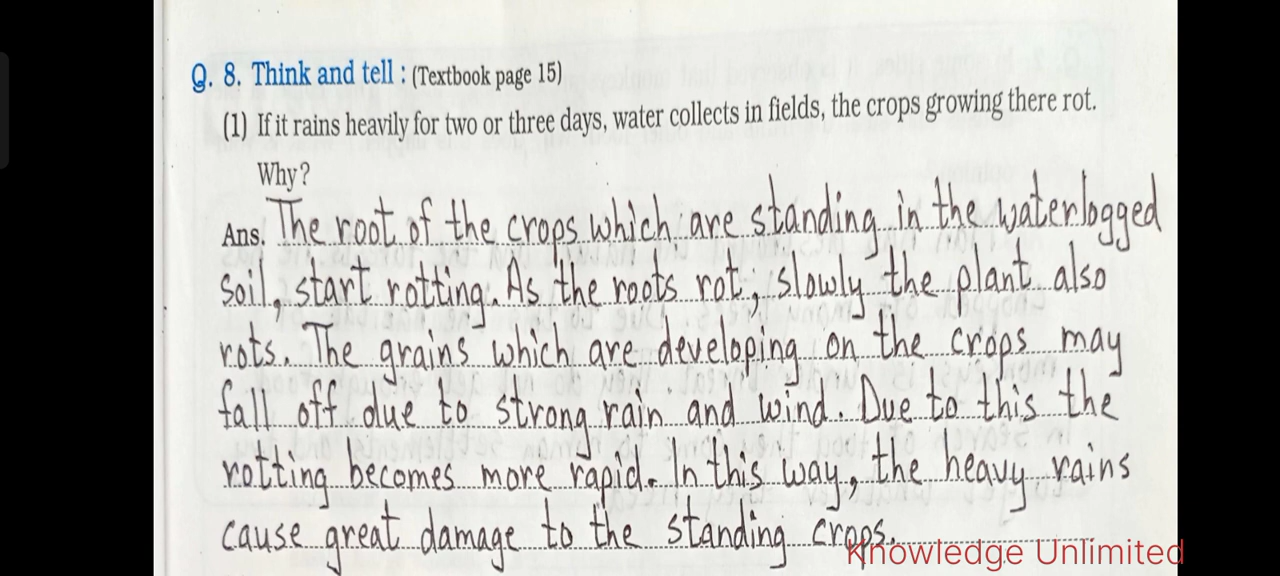 Q. 8. Think and tell : (Textbook page 15)
(1) If it rains heavily for two or three days, water collects in fields, the crops growing there rot.
Why?
Ans. The root of the crops which are standing in the waterlogged
soil, start rotting. As the roots rot, slowly the plant also
rots. The grains which are developing on the crops may
fall off due to strong rain and wind. Due to this the
rotting becomes more rapid. In this way, the heavy rains
cause great damage to the standing crops.
Knowledge Unlimited